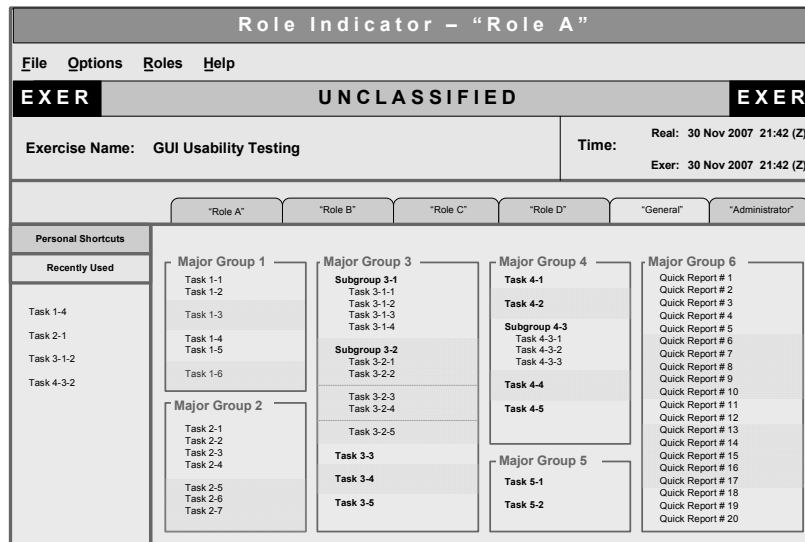 Role Indicator – “Role A”
File Options Roles Help
EXER UNCLASSIFIED EXER
Exercise Name: GUI Usability Testing
Time:
Real: 30 Nov 2007 21:42 (Z)
Exer: 30 Nov 2007 21:42 (Z)
“Role A” “Role B” “Role C” “Role D” “General” “Administrator”
Personal Shortcuts
Recently Used
Task 1-4
Task 2-1
Task 3-1-2
Task 4-3-2
Major Group 1
Task 1-1
Task 1-2
Task 1-3
Task 1-4
Task 1-5
Task 1-6
Major Group 2
Task 2-1
Task 2-2
Task 2-3
Task 2-4
Task 2-5
Task 2-6
Task 2-7
Major Group 3
Subgroup 3-1
Task 3-1-1
Task 3-1-2
Task 3-1-3
Task 3-1-4
Subgroup 3-2
Task 3-2-1
Task 3-2-2
Task 3-2-3
Task 3-2-4
Task 3-2-5
Task 3-3
Task 3-4
Task 3-5
Major Group 4
Task 4-1
Task 4-2
Subgroup 4-3
Task 4-3-1
Task 4-3-2
Task 4-3-3
Task 4-4
Task 4-5
Major Group 5
Task 5-1
Task 5-2
Major Group 6
Quick Report # 1
Quick Report # 2
Quick Report # 3
Quick Report # 4
Quick Report # 5
Quick Report # 6
Quick Report # 7
Quick Report # 8
Quick Report # 9
Quick Report # 10
Quick Report # 11
Quick Report # 12
Quick Report # 13
Quick Report # 14
Quick Report # 15
Quick Report # 16
Quick Report # 17
Quick Report # 18
Quick Report # 19
Quick Report # 20